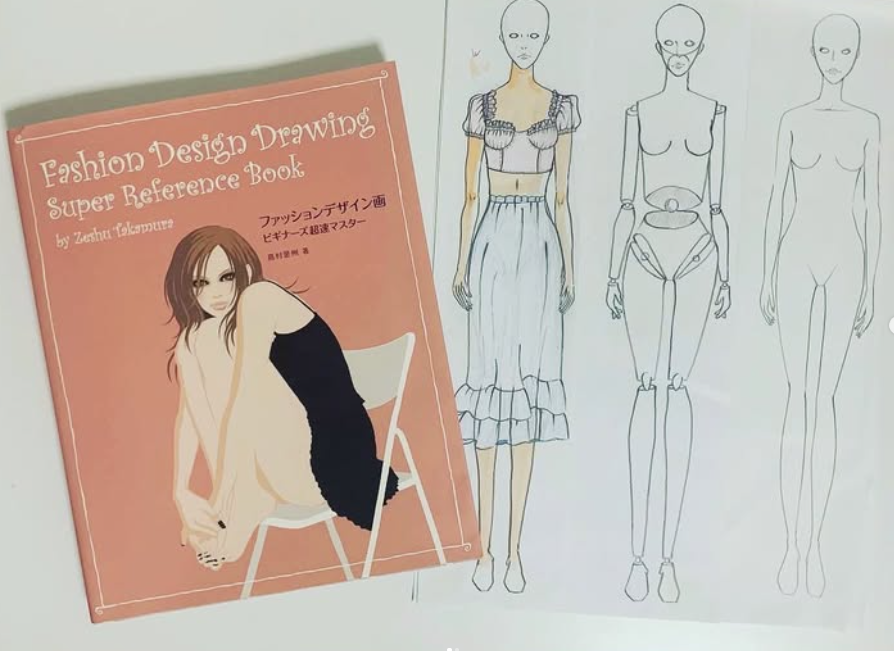 Fashion Design Drawing
Super Reference Book
by Zeshu Takamura
ファッションデザイン画
ビギナーズ超速マスター
高村是州 著